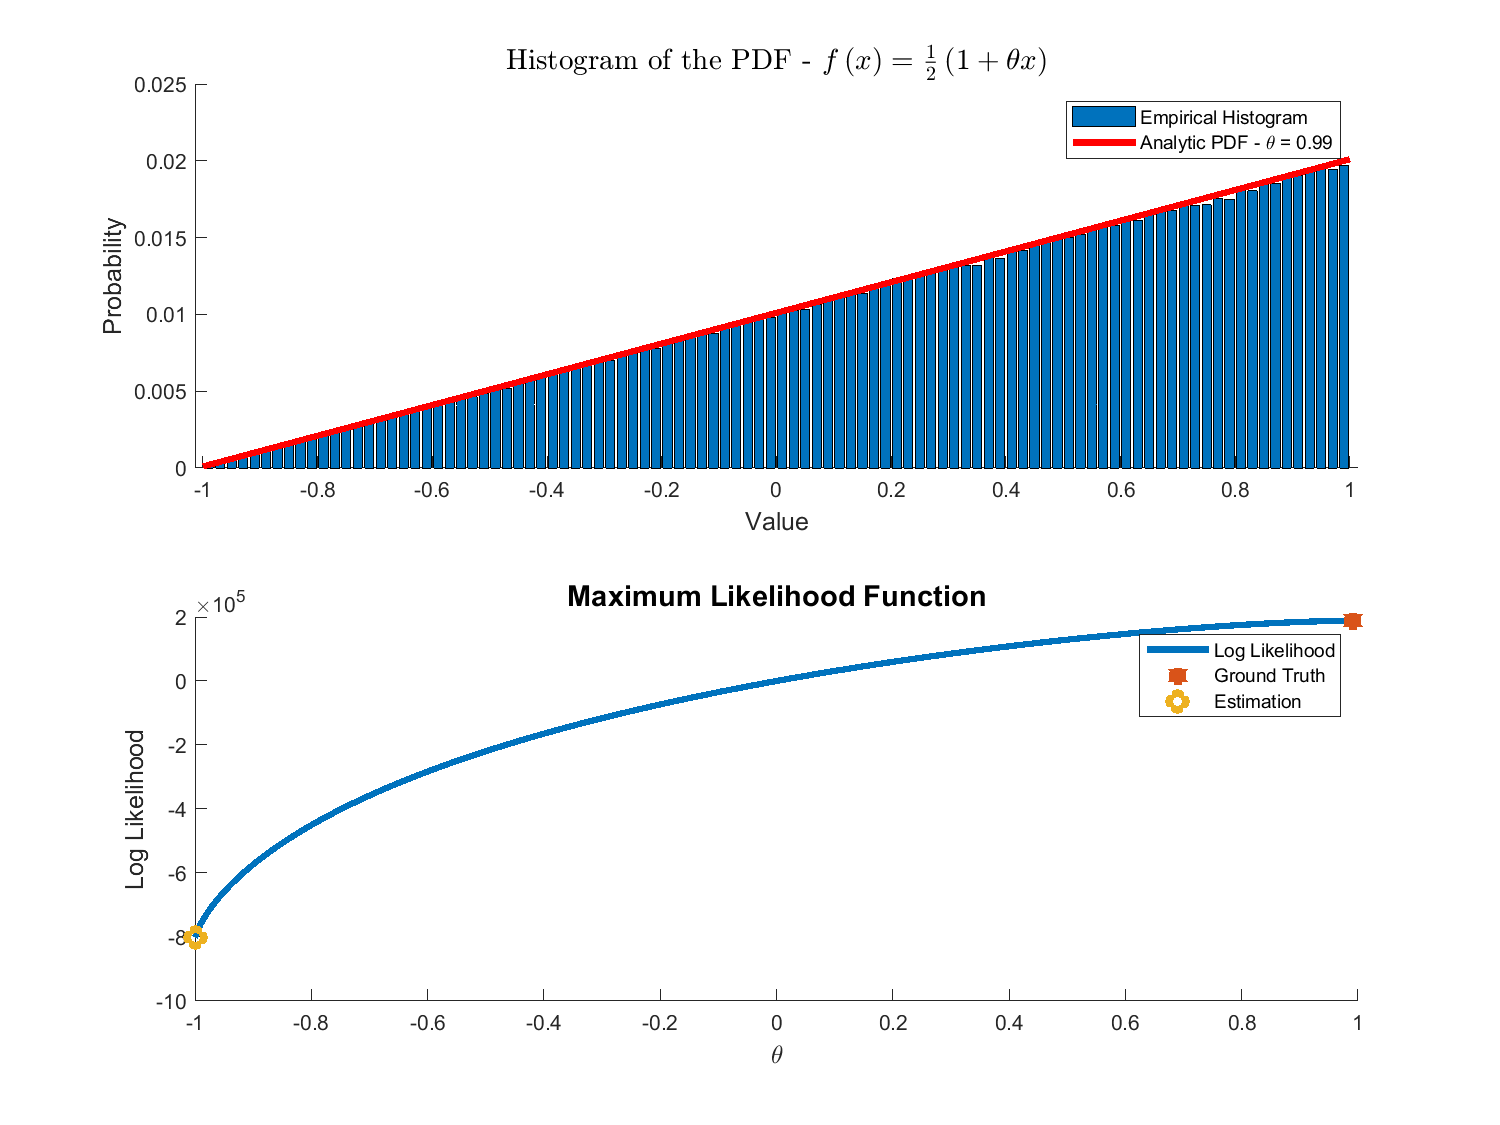 Histogram of the PDF - f (x) = 1/2 (1 + θx)
0.025
0.02
0.015
0.01
0.005
0
Probability
Empirical Histogram
Analytic PDF - θ = 0.99
-1 -0.8 -0.6 -0.4 -0.2 0 0.2 0.4 0.6 0.8 1
Value
Maximum Likelihood Function
×10^5
2
0
-2
-4
-6
-8
-10
Log Likelihood
Log Likelihood
Ground Truth
Estimation
-1 -0.8 -0.6 -0.4 -0.2 0 0.2 0.4 0.6 0.8 1
θ